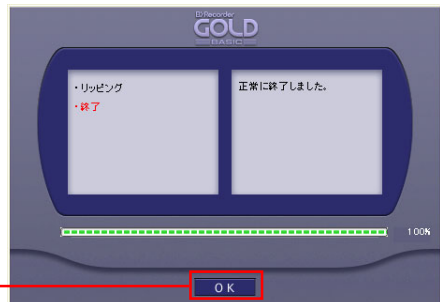 B's Recorder
GOLD
BASIC
・リッピング
・終了
正常に終了しました。
100%
OK